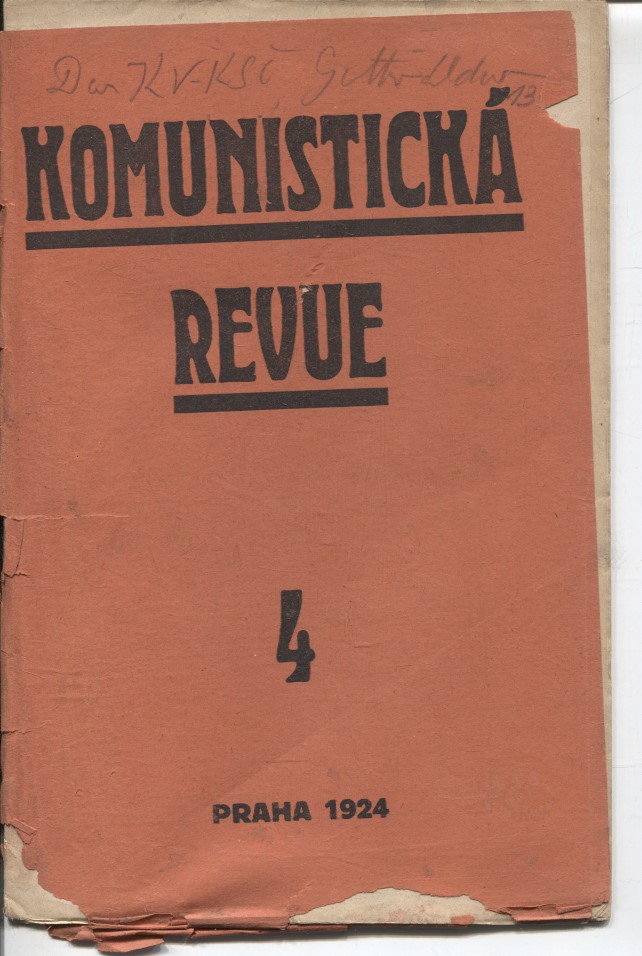 Dar KV-KSČ Gottwaldov
13
KOMUNISTICKÁ
REVUE
4
PRAHA 1924